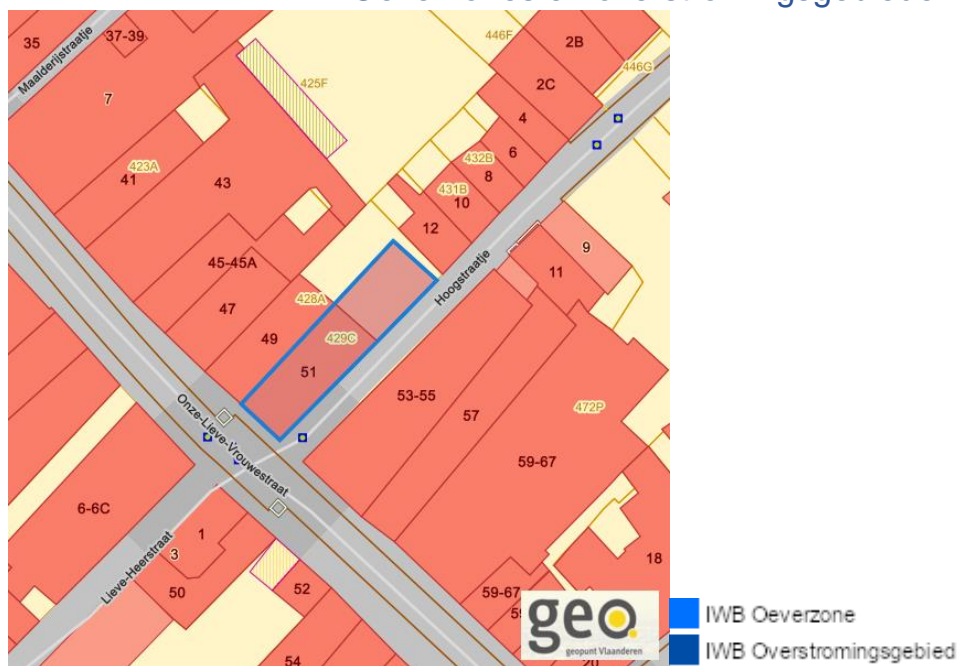 35
37-39
Maalderijstraatje
7
425F
446F
2B
446G
2C
4
6
432B
8
431B
10
12
423A
41
43
9
11
Hoogstraatje
45-45A
47
428A
49
429C
51
53-55
57
472P
59-67
Onze-Lieve-Vrouwestraat
6-6C
1
3
Lieve-Heerstraat
50
52
54
18
59-67
20
geo
geopunt Vlaanderen
IWB Oeverzone
IWB Overstromingsgebied